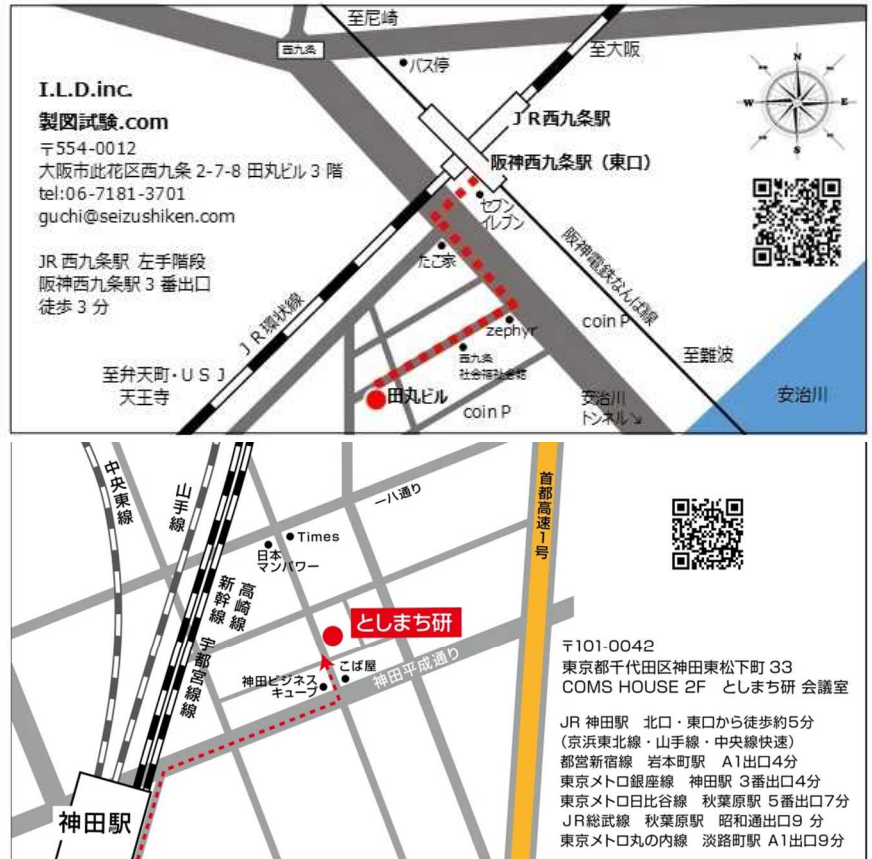 至尼崎
西九条
バス停
至大阪
N
W
E
S
I.L.D.inc.
製図試験.com
〒554-0012
大阪市此花区西九条 2-7-8 田丸ビル 3 階
tel:06-7181-3701
guchi@seizushiken.com
JR 西九条駅 左手階段
阪神西九条駅 3 番出口
徒歩 3 分
ＪＲ西九条駅
阪神西九条駅（東口）
セブン
イレブン
たこ家
阪神電鉄なんば線
ＪＲ環状線
zephyr
coin P
西九条
社会福祉会館
至難波
至弁天町・ＵＳＪ
天王寺
田丸ビル
coin P
安治川
トンネル↘
安治川
中央東線
山手線
一八通り
首都高速1号
Times
日本
マンパワー
高崎線
新幹線
宇都宮線線
としまち研
こば屋
神田ビジネス
キューブ
神田平成通り
神田駅
〒101-0042
東京都千代田区神田東松下町 33
COMS HOUSE 2F としまち研 会議室
JR 神田駅 北口・東口から徒歩約5分
（京浜東北線・山手線・中央線快速）
都営新宿線 岩本町駅 A1出口4分
東京メトロ銀座線 神田駅 3番出口4分
東京メトロ日比谷線 秋葉原駅 5番出口7分
ＪＲ総武線 秋葉原駅 昭和通出口9 分
東京メトロ丸の内線 淡路町駅 A1出口9分